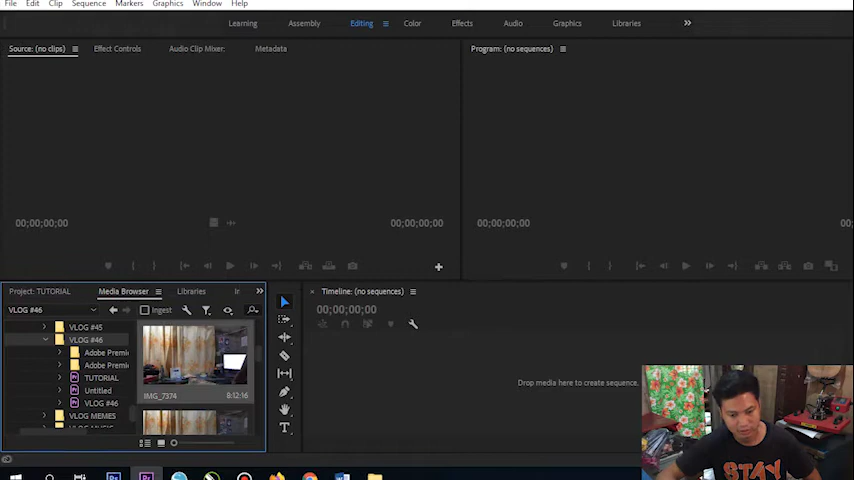 File Edit Clip Sequence Markers Graphics Window Help
Learning Assembly Editing Color Effects Audio Graphics Libraries
Source: (no clips) Effect Controls Audio Clip Mixer: Metadata Program: (no sequences)
00;00;00;00 00;00;00;00 00;00;00;00 00;
Project: TUTORIAL Media Browser Libraries Ir Timeline: (no sequences)
VLOG #46 Ingest 00;00;00;00
VLOG #45
VLOG #46
Adobe Premi
Adobe Premi
TUTORIAL
Untitled
IMG_7374 8:12:16
VLOG #46
VLOG MEMES
Drop media here to create sequence.
STAY